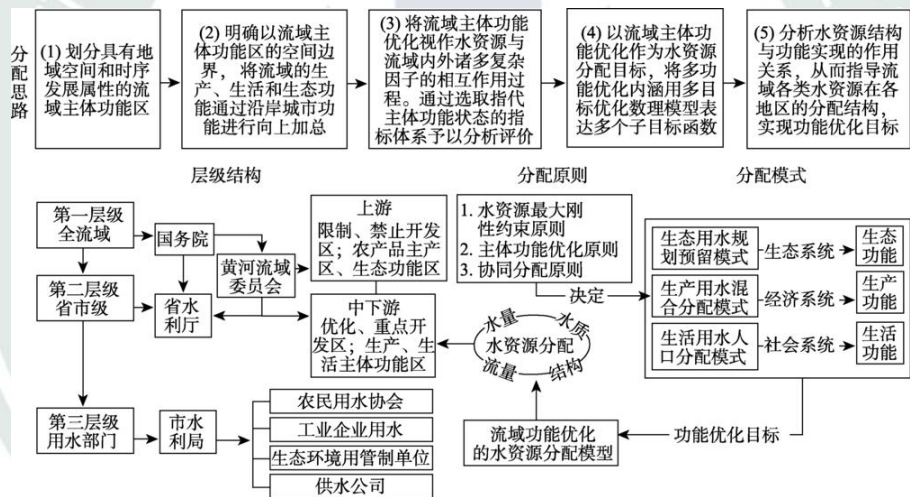 分配思路
(1) 划分具有地
域空间和时序
发展属性的流
域主体功能区
(2) 明确以流域主
体功能区的空间边
界，将流域的生
产、生活和生态功
能通过沿岸城市功
能进行向上加总
(3) 将流域主体功能
优化视作水资源与
流域内外诸多复杂
因子的相互作用过
程。通过选取指代
主体功能状态的指
标体系予以分析评价
(4) 以流域主体功
能优化作为水资源
分配目标，将多功
能优化内涵用多目
标优化数理模型表
达多个子目标函数
(5) 分析水资源结构
与功能实现的作用
关系，从而指导流
域各类水资源在各
地区的分配结构，
实现功能优化目标
层级结构
分配原则
分配模式
第一层级
全流域
国务院
黄河流域
委员会
上游
限制、禁止开发
区；农产品主产
区、生态功能区
第二层级
省市级
省水
利厅
中下游
优化、重点开
发区；生产、生
活主体功能区
第三层级
用水部门
市水
利局
农民用水协会
工业企业用水
生态环境用管制单位
供水公司
1. 水资源最大刚
性约束原则
2. 主体功能优化原则
3. 协同分配原则
决定
水量
水质
水资源分配
流量
结构
流域功能优化
的水资源分配模型
生态用水规
划预留模式
生态系统
生态
功能
生产用水混
合分配模式
经济系统
生产
功能
生活用水人
口分配模式
社会系统
生活
功能
功能优化目标